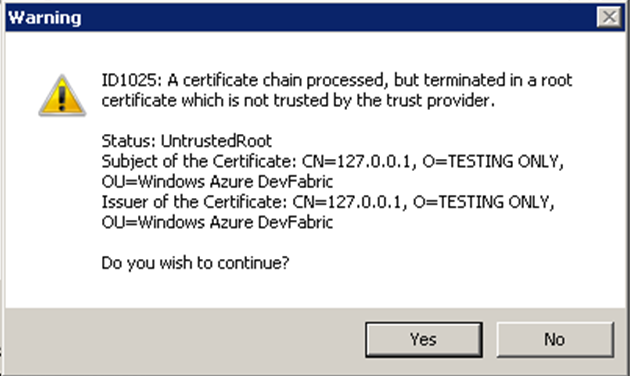 Warning
ID1025: A certificate chain processed, but terminated in a root
certificate which is not trusted by the trust provider.
Status: UntrustedRoot
Subject of the Certificate: CN=127.0.0.1, O=TESTING ONLY,
OU=Windows Azure DevFabric
Issuer of the Certificate: CN=127.0.0.1, O=TESTING ONLY,
OU=Windows Azure DevFabric
Do you wish to continue?
Yes
No